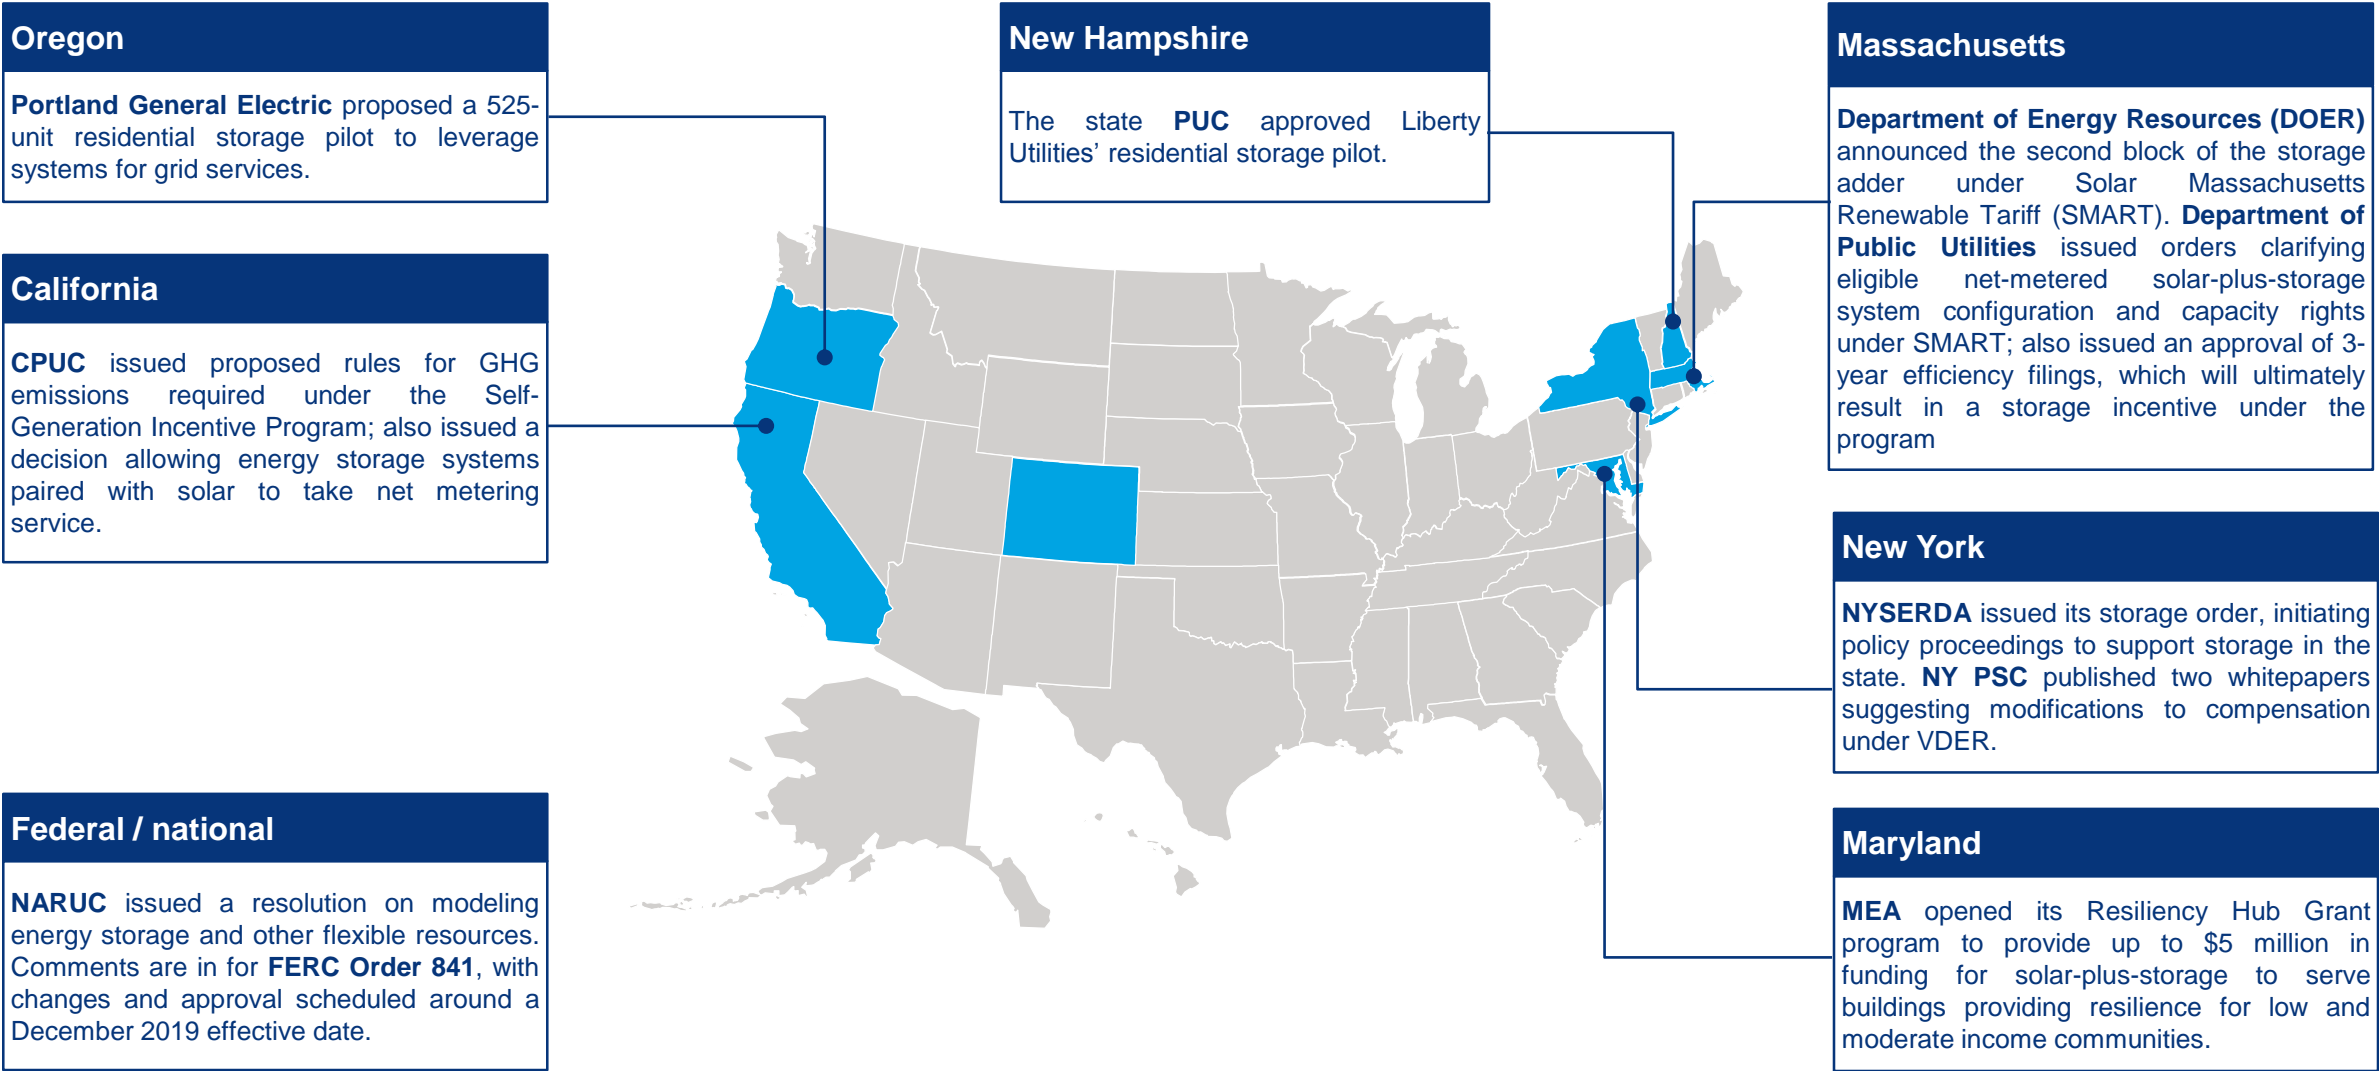 Oregon
Portland General Electric proposed a 525-
unit residential storage pilot to leverage
systems for grid services.
California
CPUC issued proposed rules for GHG
emissions required under the Self-
Generation Incentive Program; also issued a
decision allowing energy storage systems
paired with solar to take net metering
service.
Federal / national
NARUC issued a resolution on modeling
energy storage and other flexible resources.
Comments are in for FERC Order 841, with
changes and approval scheduled around a
December 2019 effective date.
New Hampshire
The state PUC approved Liberty
Utilities’ residential storage pilot.
Massachusetts
Department of Energy Resources (DOER)
announced the second block of the storage
adder under Solar Massachusetts
Renewable Tariff (SMART). Department of
Public Utilities issued orders clarifying
eligible net-metered solar-plus-storage
system configuration and capacity rights
under SMART; also issued an approval of 3-
year efficiency filings, which will ultimately
result in a storage incentive under the
program
New York
NYSERDA issued its storage order, initiating
policy proceedings to support storage in the
state. NY PSC published two whitepapers
suggesting modifications to compensation
under VDER.
Maryland
MEA opened its Resiliency Hub Grant
program to provide up to $5 million in
funding for solar-plus-storage to serve
buildings providing resilience for low and
moderate income communities.